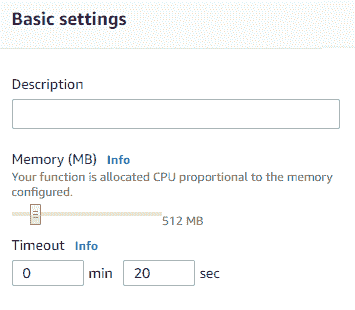 Basic settings
Description
Memory (MB) Info
Your function is allocated CPU proportional to the memory
configured.
512 MB
Timeout Info
0 min 20 sec